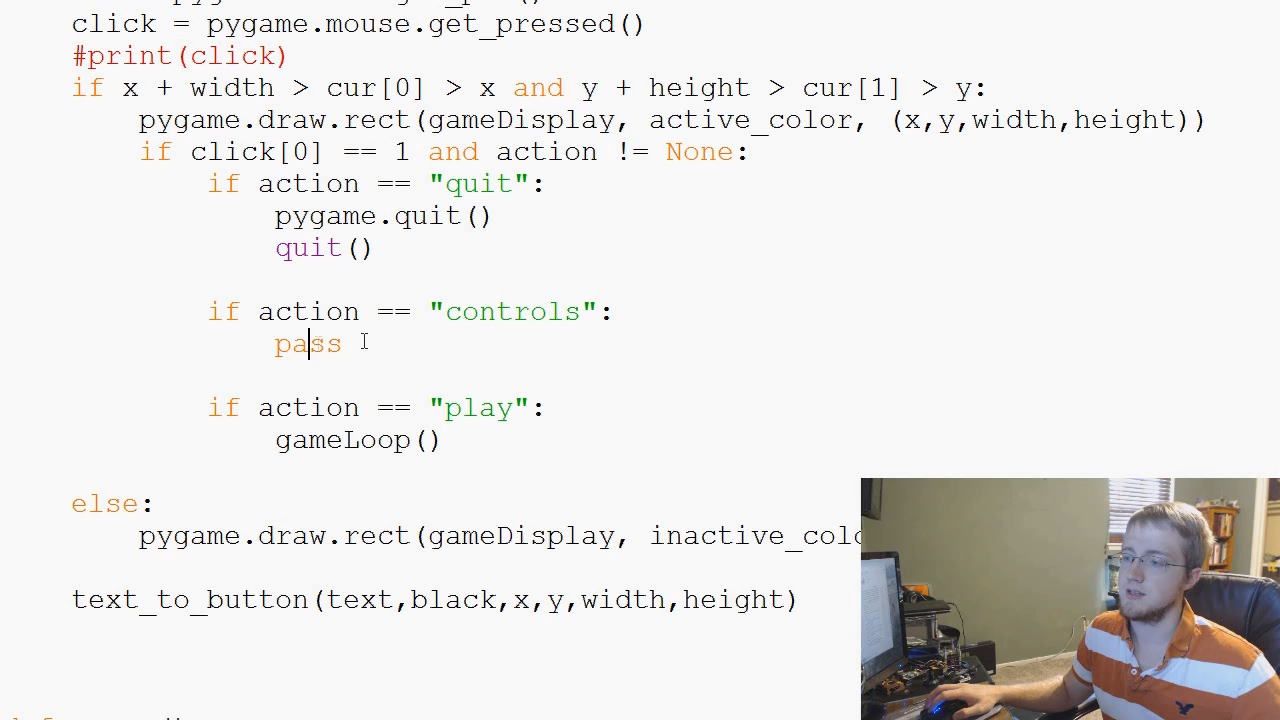 click = pygame.mouse.get_pressed()
#print(click)
if x + width > cur[0] > x and y + height > cur[1] > y:
pygame.draw.rect(gameDisplay, active_color, (x,y,width,height))
if click[0] == 1 and action != None:
if action == "quit":
pygame.quit()
quit()
if action == "controls":
pass
if action == "play":
gameLoop()
else:
pygame.draw.rect(gameDisplay, inactive_colo
text_to_button(text,black,x,y,width,height)